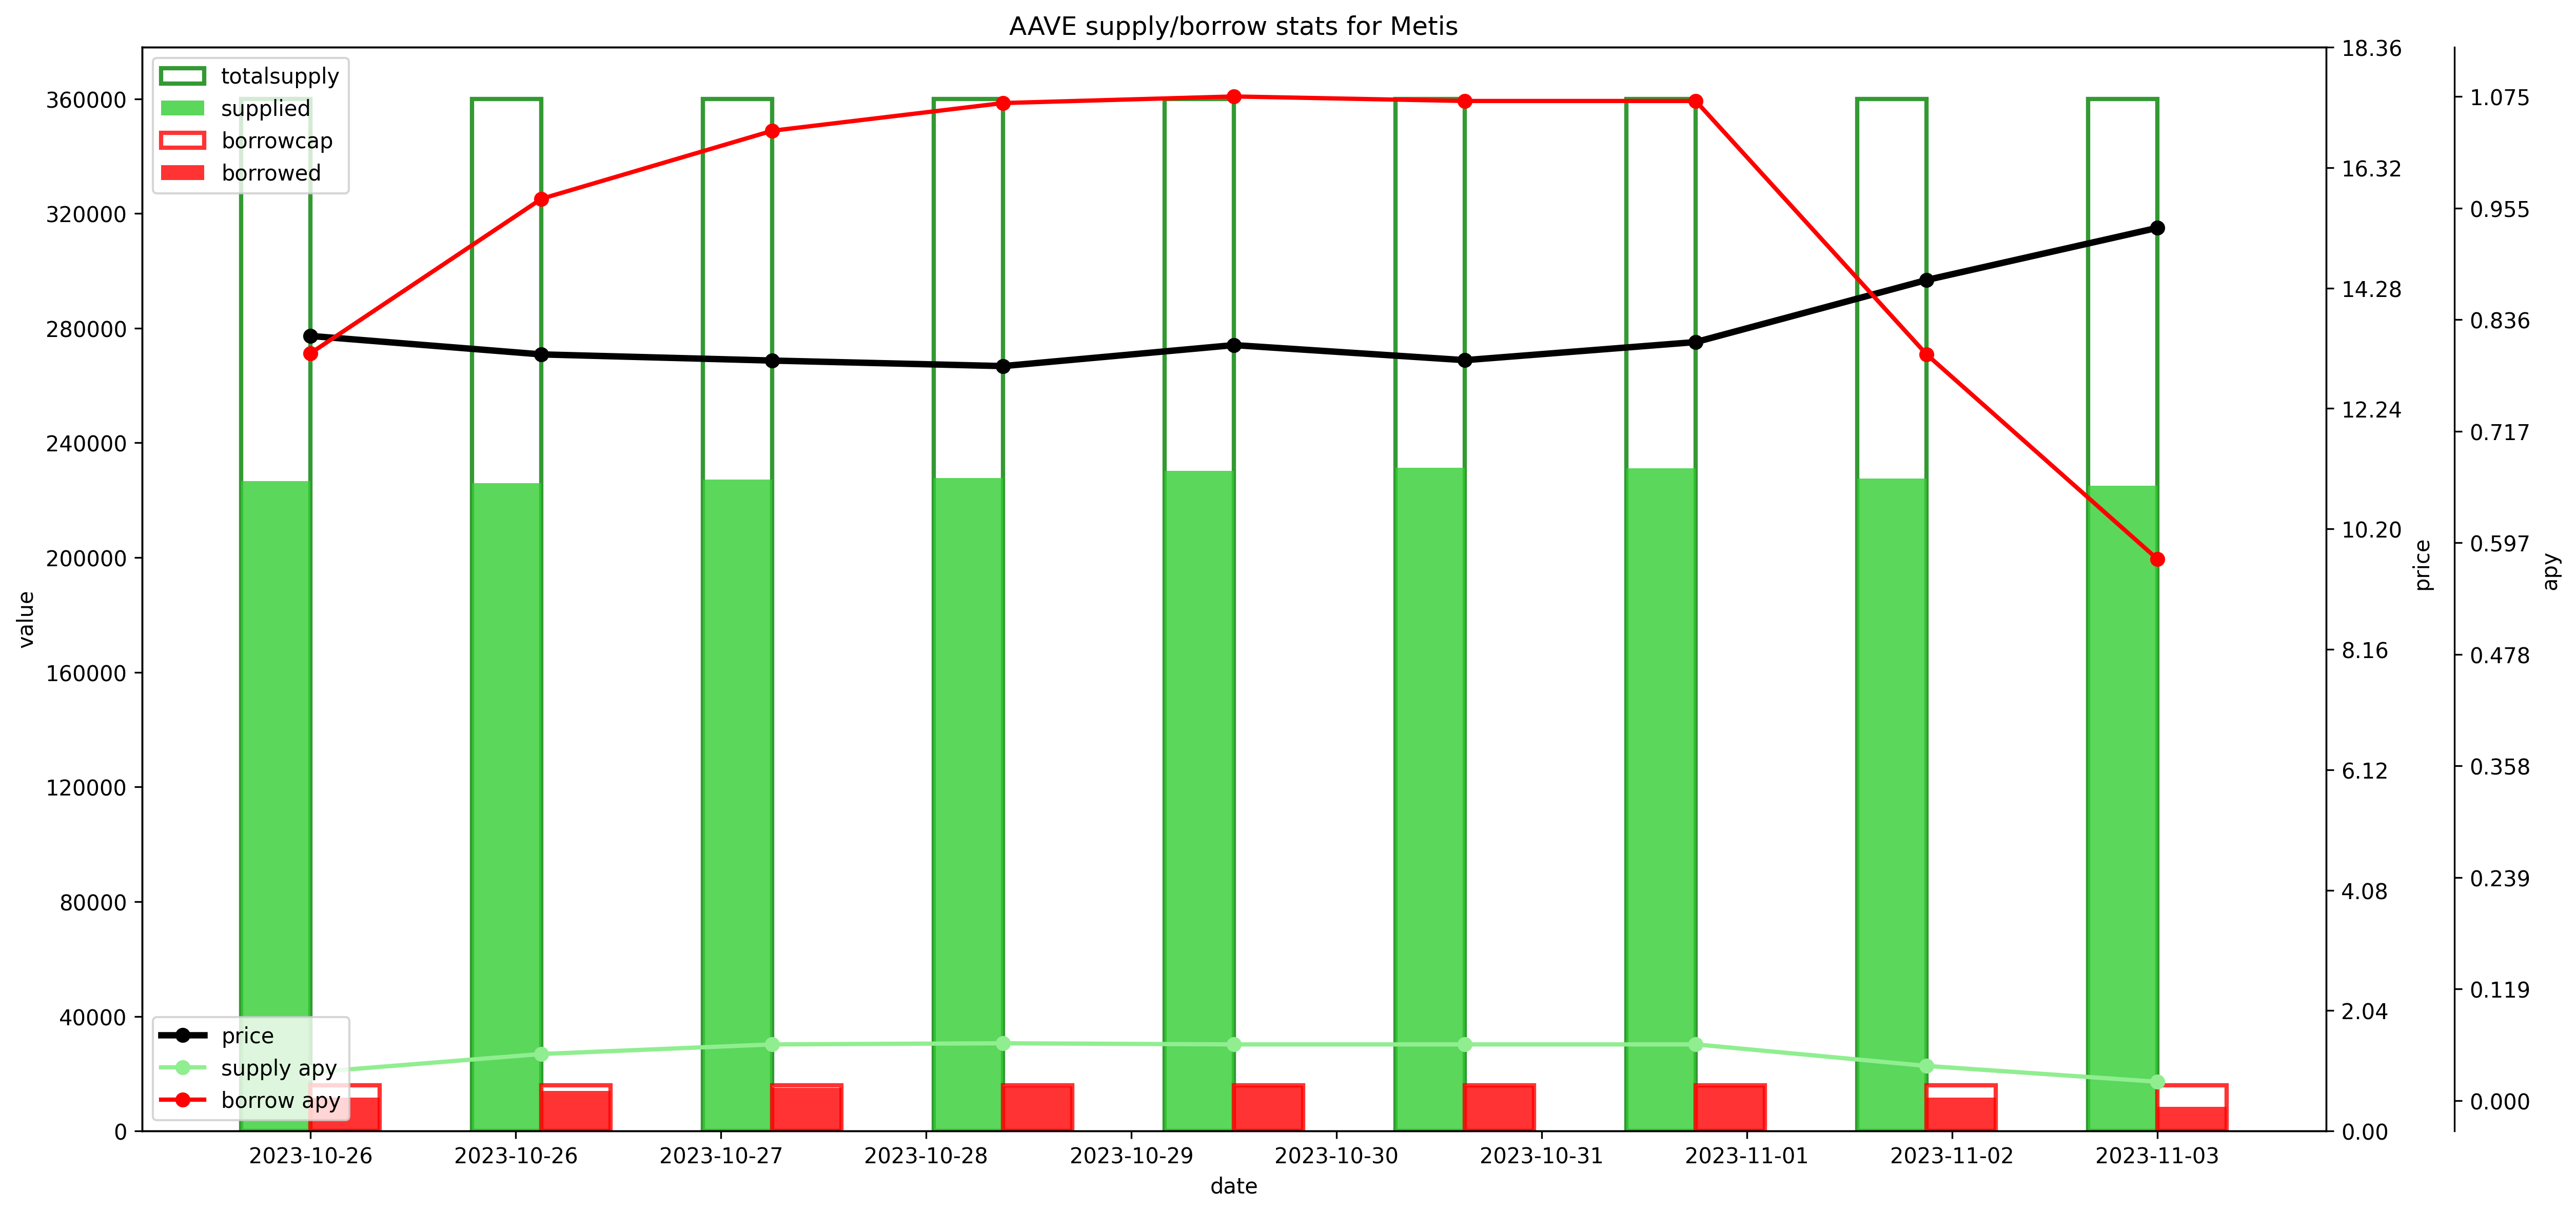 AAVE supply/borrow stats for Metis
totalsupply
supplied
borrowcap
borrowed
price
supply apy
borrow apy
value
360000
320000
280000
240000
200000
160000
120000
80000
40000
0
18.36
16.32
14.28
12.24
10.20
8.16
6.12
4.08
2.04
0.00
price
1.075
0.955
0.836
0.717
0.597
0.478
0.358
0.239
0.119
0.000
apy
2023-10-26 2023-10-26 2023-10-27 2023-10-28 2023-10-29 2023-10-30 2023-10-31 2023-11-01 2023-11-02 2023-11-03
date